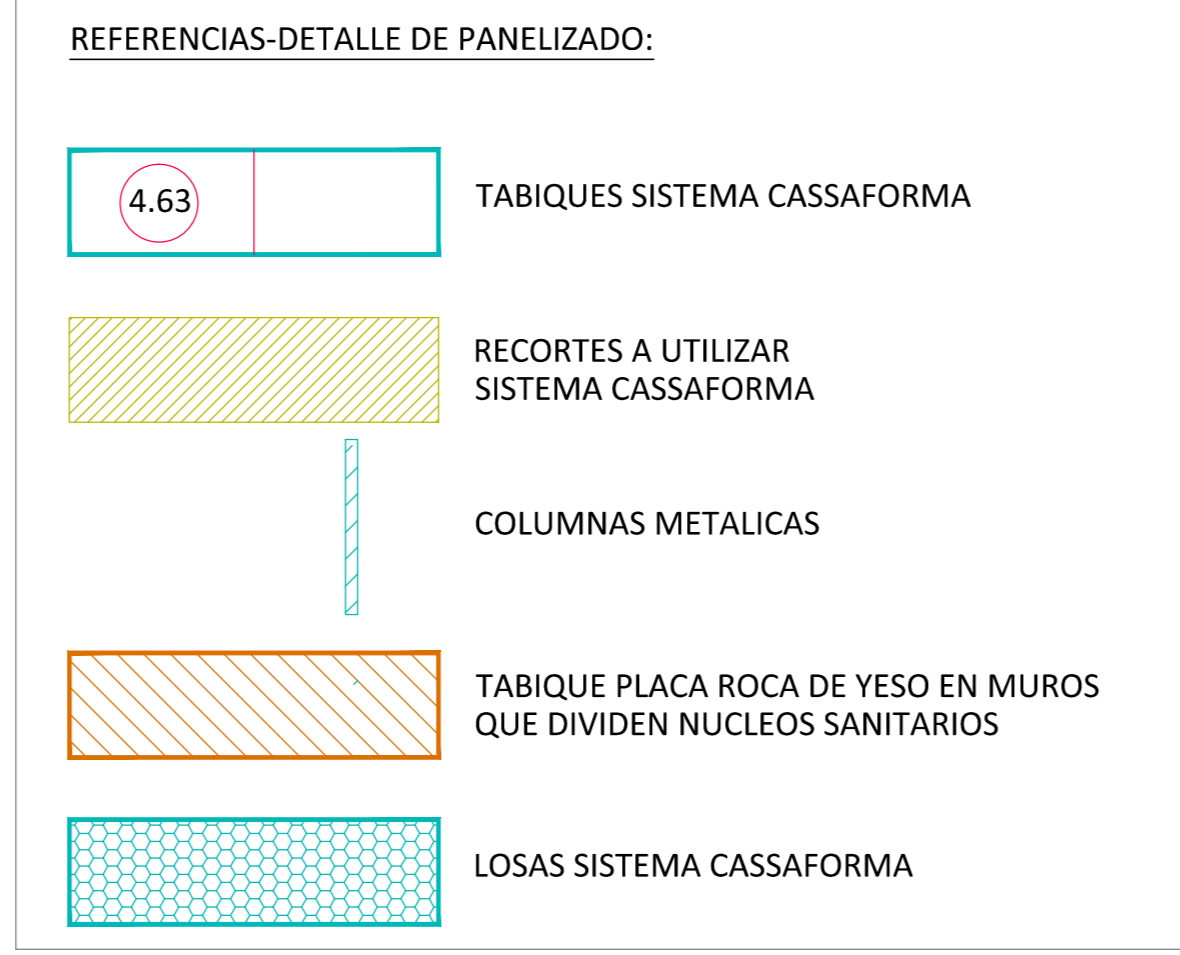 REFERENCIAS-DETALLE DE PANELIZADO:
4.63
TABIQUES SISTEMA CASSAFORMA
RECORTES A UTILIZAR
SISTEMA CASSAFORMA
COLUMNAS METALICAS
TABIQUE PLACA ROCA DE YESO EN MUROS
QUE DIVIDEN NUCLEOS SANITARIOS
LOSAS SISTEMA CASSAFORMA